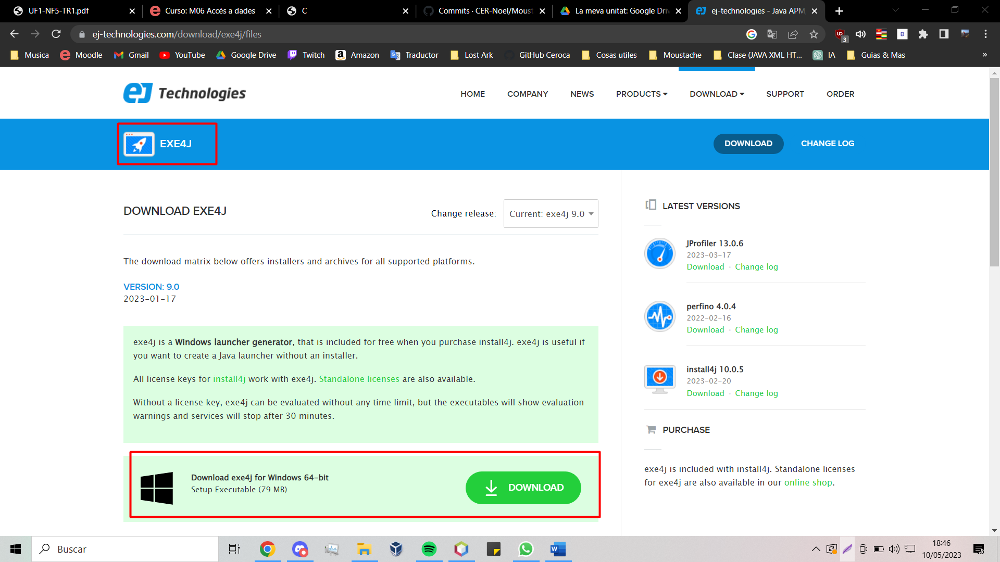 UF1-NF5-TR1.pdf
Curso: M06 Accés a dades
C
Commits · CER-Noel/Moust
La meva unitat: Google Driv
ej-technologies - Java APM,
ej-technologies.com/download/exe4j/files
3
B
Musica
Moodle
Gmail
YouTube
Google Drive
Twitch
Amazon
Traductor
Lost Ark
GitHub Ceroca
Cosas utiles
Moustache
Clase (JAVA XML HT...
IA
Guias & Mas
»
ej Technologies
HOME
COMPANY
NEWS
PRODUCTS
DOWNLOAD
SUPPORT
ORDER
EXE4J
DOWNLOAD
CHANGE LOG
DOWNLOAD EXE4J
Change release:
Current: exe4j 9.0
The download matrix below offers installers and archives for all supported platforms.
VERSION: 9.0
2023-01-17
exe4j is a Windows launcher generator, that is included for free when you purchase install4j. exe4j is useful if
you want to create a Java launcher without an installer.
All license keys for install4j work with exe4j. Standalone licenses are also available.
Without a license key, exe4j can be evaluated without any time limit, but the executables will show evaluation
warnings and services will stop after 30 minutes.
Download exe4j for Windows 64-bit
Setup Executable (79 MB)
DOWNLOAD
LATEST VERSIONS
JProfiler 13.0.6
2023-03-17
Download · Change log
perfino 4.0.4
2022-02-16
Download · Change log
install4j 10.0.5
2023-02-20
Download · Change log
PURCHASE
exe4j is included with install4j. Standalone licenses
for exe4j are also available in our online shop.
Buscar
18:46
10/05/2023